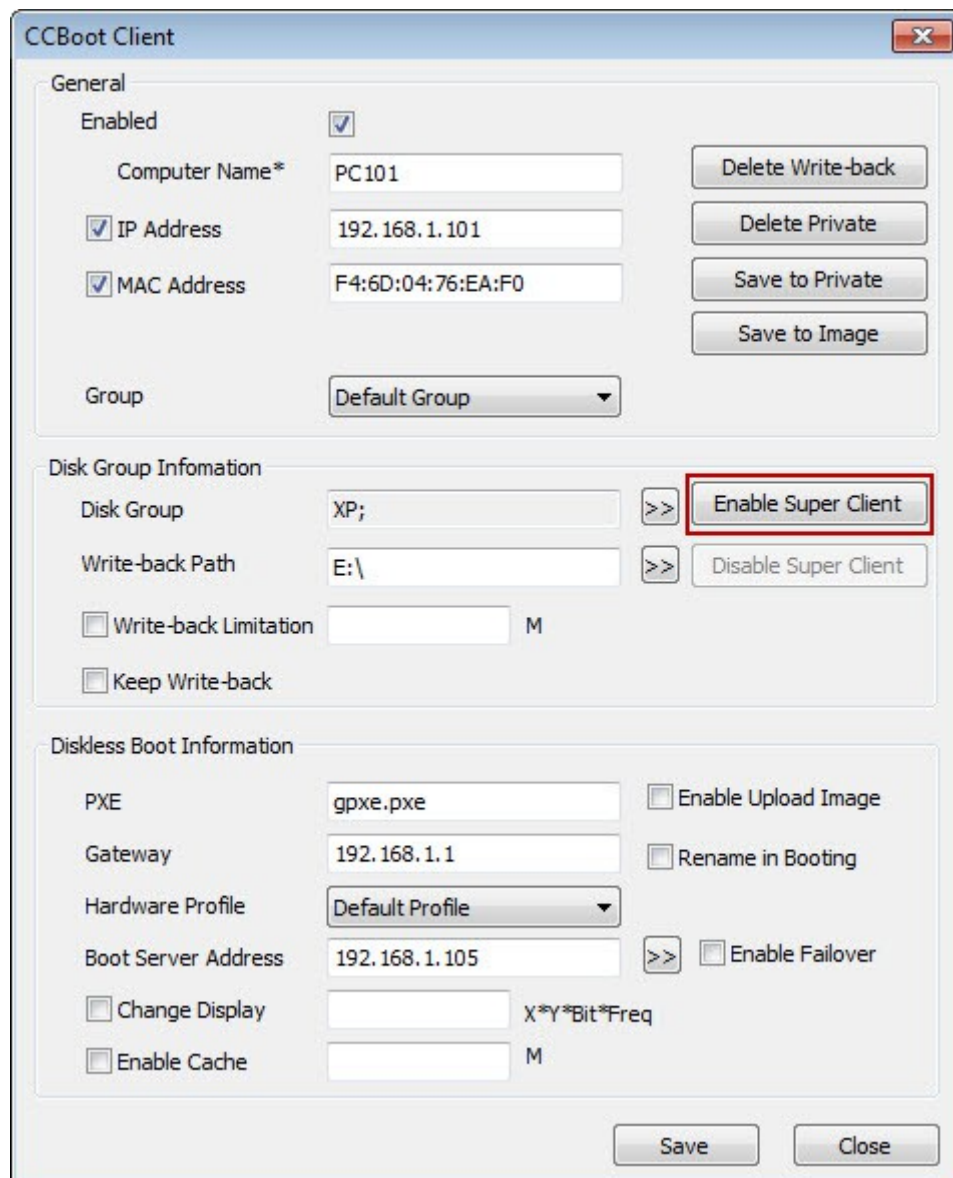 CCBoot Client
General
Enabled
Computer Name* PC101 Delete Write-back
IP Address 192.168.1.101 Delete Private
MAC Address F4:6D:04:76:EA:F0 Save to Private
Save to Image
Group Default Group
Disk Group Infomation
Disk Group XP; >> Enable Super Client
Write-back Path E:\ >> Disable Super Client
Write-back Limitation M
Keep Write-back
Diskless Boot Information
PXE gpxe.pxe Enable Upload Image
Gateway 192.168.1.1 Rename in Booting
Hardware Profile Default Profile
Boot Server Address 192.168.1.105 >> Enable Failover
Change Display X*Y*Bit*Freq
Enable Cache M
Save Close